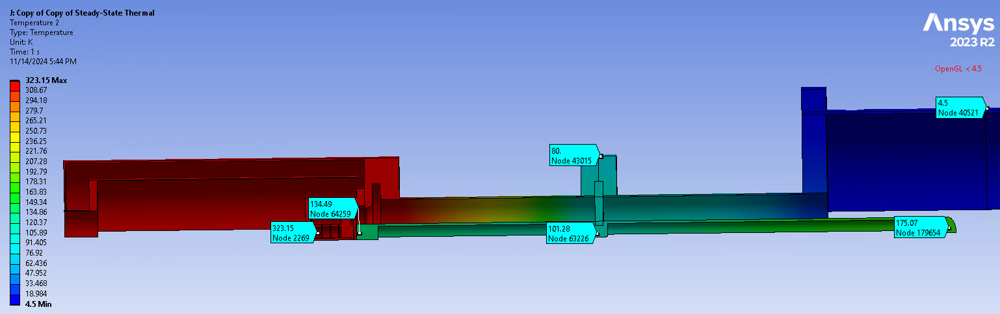 J: Copy of Copy of Steady-State Thermal
Temperature 2
Type: Temperature
Unit: K
Time: 1 s
11/14/2024 5:44 PM
Ansys
2023 R2
OpenGL < 4.5
323.15 Max
308.67
294.18
279.7
265.21
250.73
236.25
221.76
207.28
192.79
178.31
163.83
149.34
134.86
120.37
105.89
91.405
76.92
62.436
47.952
33.468
18.984
4.5 Min
4.5
Node 40521
80.
Node 43015
134.49
Node 64259
323.15
Node 2269
101.28
Node 63226
175.07
Node 179654